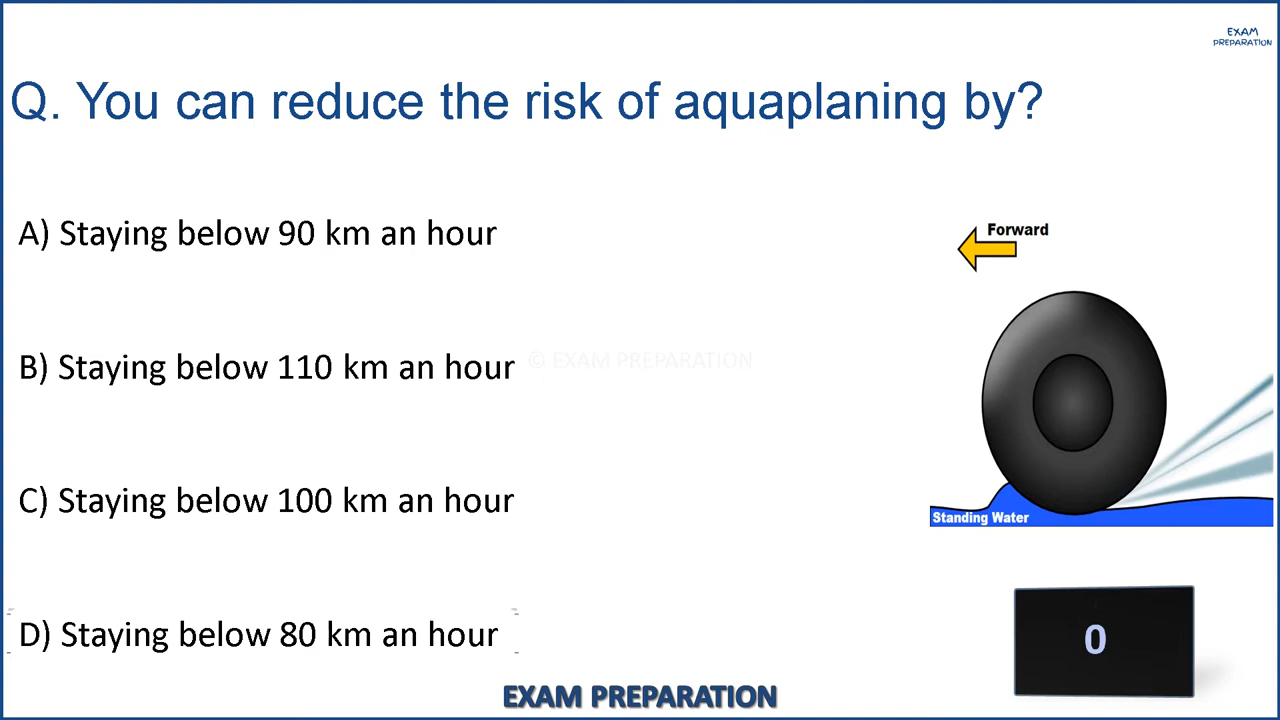 EXAM
PREPARATION
Q. You can reduce the risk of aquaplaning by?
A) Staying below 90 km an hour
Forward
B) Staying below 110 km an hour
© EXAM PREPARATION
C) Staying below 100 km an hour
Standing Water
D) Staying below 80 km an hour
0
EXAM PREPARATION